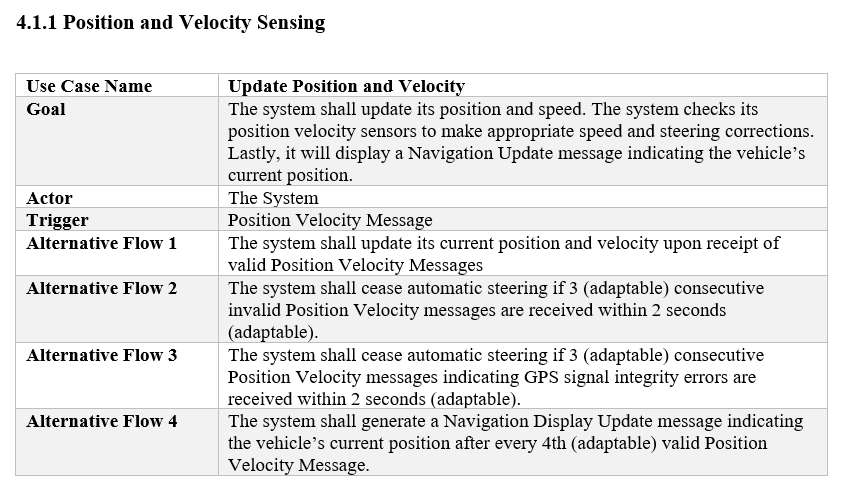 4.1.1 Position and Velocity Sensing
Use Case Name
Update Position and Velocity
Goal
The system shall update its position and speed. The system checks its
position velocity sensors to make appropriate speed and steering corrections.
Lastly, it will display a Navigation Update message indicating the vehicle's
current position.
Actor
The System
Trigger
Position Velocity Message
Alternative Flow 1
The system shall update its current position and velocity upon receipt of
valid Position Velocity Messages
Alternative Flow 2
The system shall cease automatic steering if 3 (adaptable) consecutive
invalid Position Velocity messages are received within 2 seconds
(adaptable).
Alternative Flow 3
The system shall cease automatic steering if 3 (adaptable) consecutive
Position Velocity messages indicating GPS signal integrity errors are
received within 2 seconds (adaptable).
Alternative Flow 4
The system shall generate a Navigation Display Update message indicating
the vehicle's current position after every 4th (adaptable) valid Position
Velocity Message.